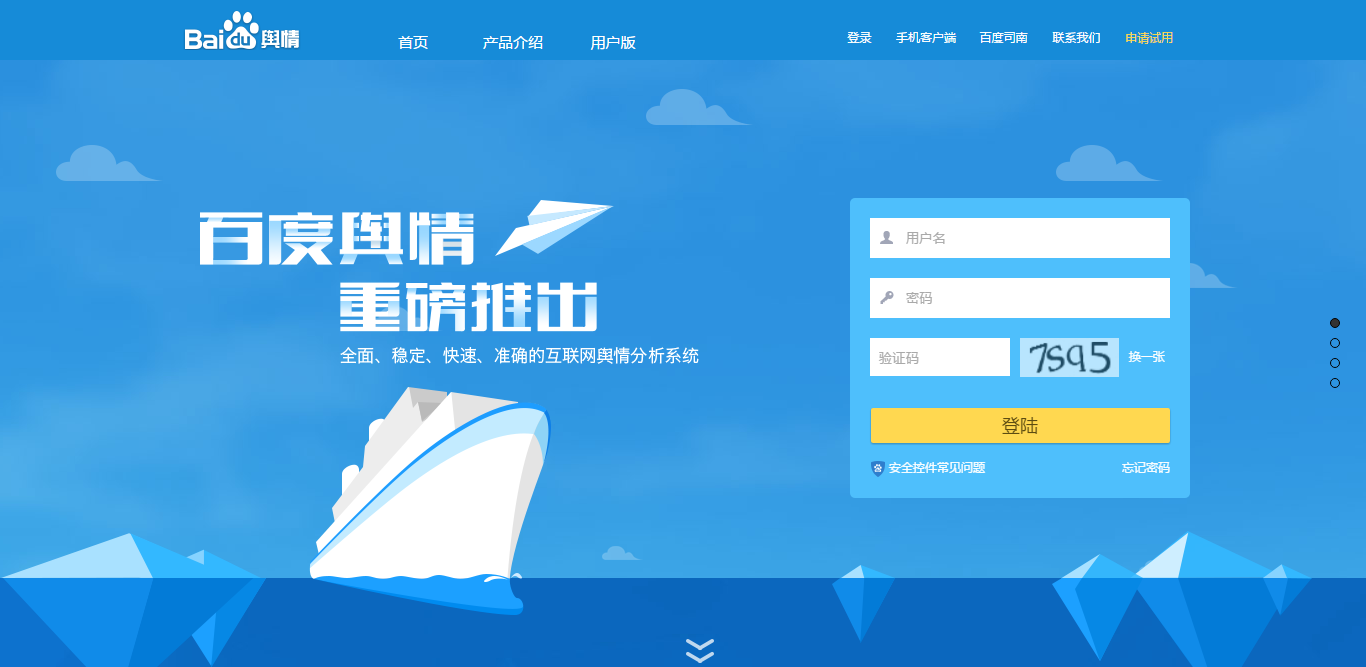 Baidu舆情
首页 产品介绍 用户版
登录 手机客户端 百度司南 联系我们 申请试用
百度舆情
重磅推出
全面、稳定、快速、准确的互联网舆情分析系统
用户名
密码
验证码 7S95 换一张
登陆
安全控件常见问题 忘记密码